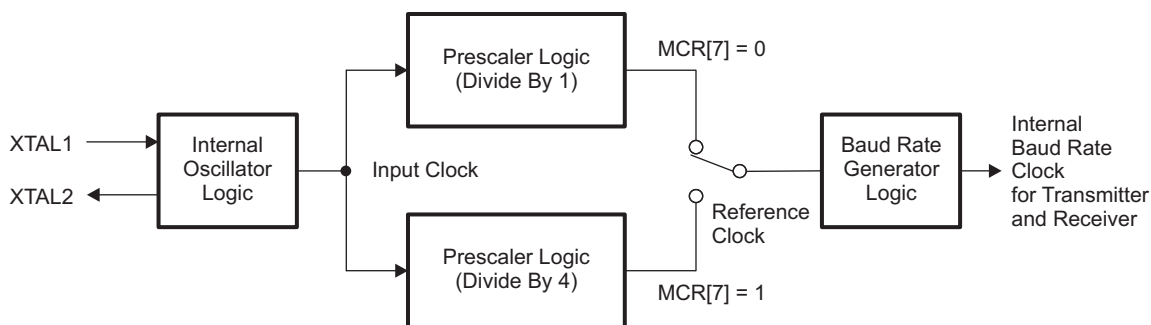 XTAL1
XTAL2
Internal
Oscillator
Logic
Input Clock
Prescaler Logic
(Divide By 1)
MCR[7] = 0
Prescaler Logic
(Divide By 4)
MCR[7] = 1
Reference
Clock
Baud Rate
Generator
Logic
Internal
Baud Rate
Clock
for Transmitter
and Receiver